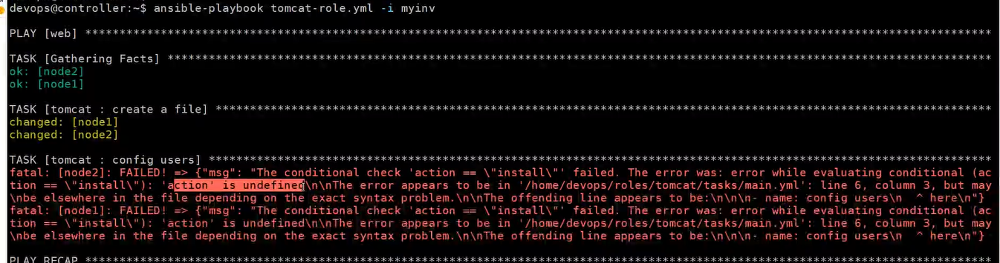 devops@controller:~$ ansible-playbook tomcat-role.yml -i myinv
PLAY [web] ****************************************************************************************************************************************************
TASK [Gathering Facts] ****************************************************************************************************************************************
ok: [node2]
ok: [node1]
TASK [tomcat : create a file] *********************************************************************************************************************************
changed: [node1]
changed: [node2]
TASK [tomcat : config users] **********************************************************************************************************************************
fatal: [node2]: FAILED! => {"msg": "The conditional check 'action == \"install\"' failed. The error was: error while evaluating conditional (ac
tion == \"install\"): 'action' is undefined\n\nThe error appears to be in '/home/devops/roles/tomcat/tasks/main.yml': line 6, column 3, but may
\nbe elsewhere in the file depending on the exact syntax problem.\n\nThe offending line appears to be:\n\n\n- name: config users\n  ^ here\n"}
fatal: [node1]: FAILED! => {"msg": "The conditional check 'action == \"install\"' failed. The error was: error while evaluating conditional (ac
tion == \"install\"): 'action' is undefined\n\nThe error appears to be in '/home/devops/roles/tomcat/tasks/main.yml': line 6, column 3, but may
\nbe elsewhere in the file depending on the exact syntax problem.\n\nThe offending line appears to be:\n\n\n- name: config users\n  ^ here\n"}
PLAY RECAP ****************************************************************************************************************************************************